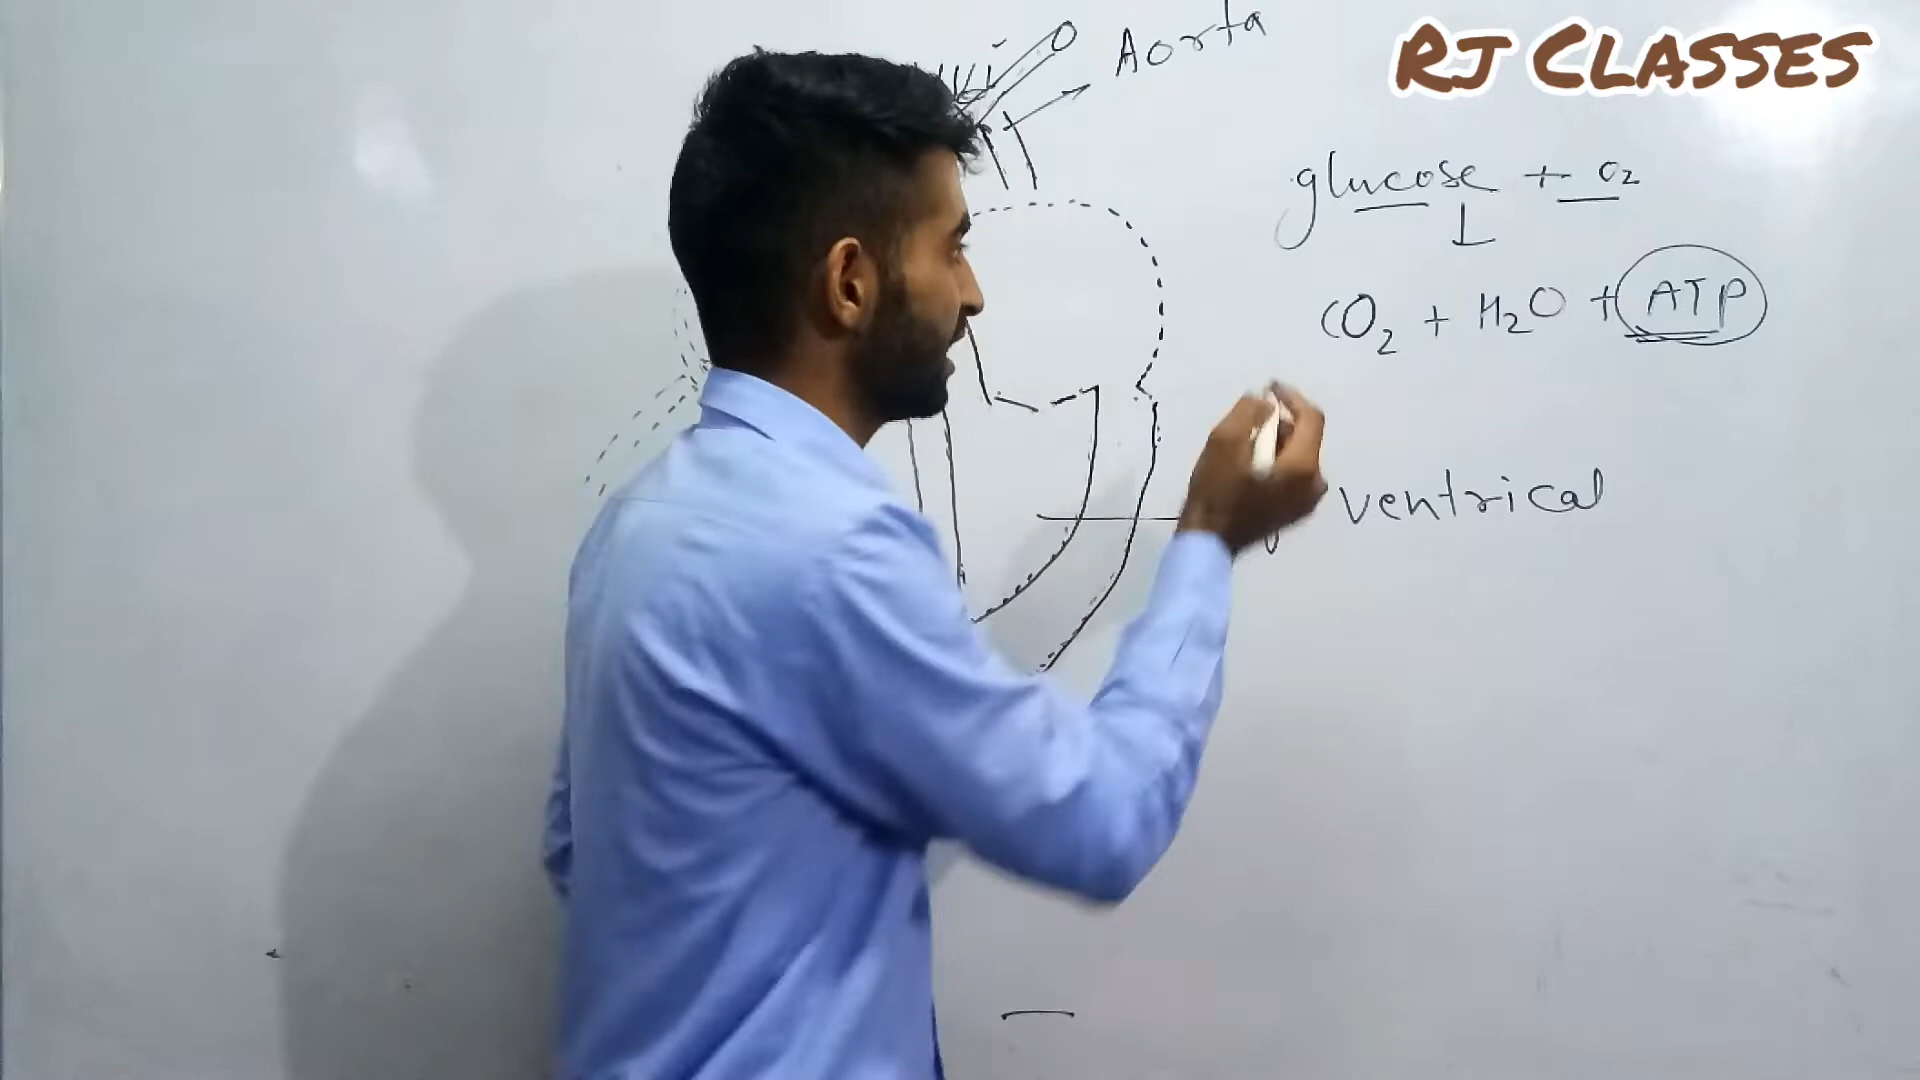 RJ CLASSES
Aorta
glucose + O2
↓
CO2 + H2O + ATP
ventrical